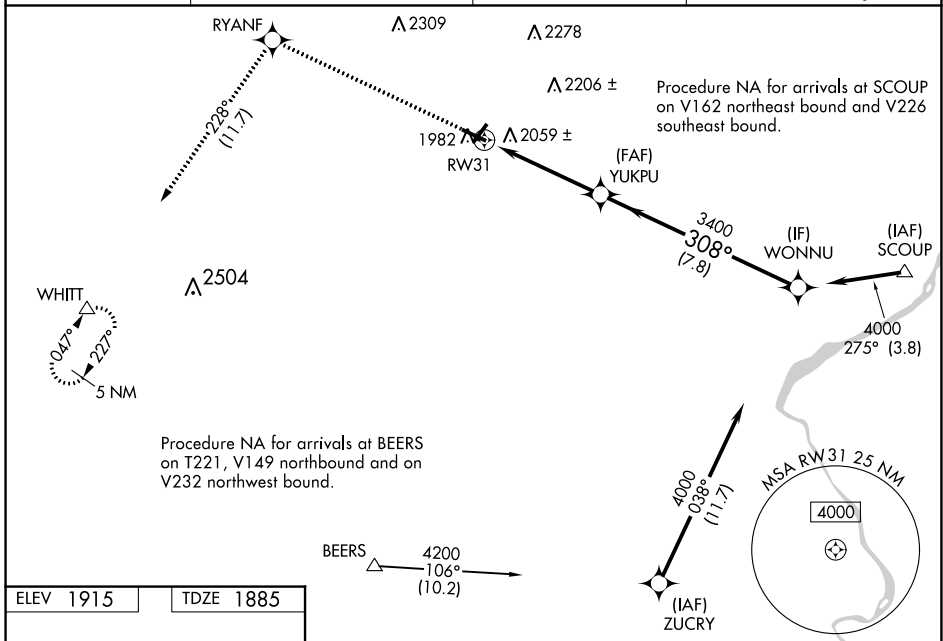 RYANF
2309
2278
2206 ±
Procedure NA for arrivals at SCOUP
on V162 northeast bound and V226
southeast bound.
228°
(11.7)
1982
2059 ±
RW31
(FAF)
YUKPU
3400
308°
(7.8)
(IF)
WONNU
(IAF)
SCOUP
4000
275° (3.8)
2504
WHITT
047°
227°
5 NM
Procedure NA for arrivals at BEERS
on T221, V149 northbound and on
V232 northwest bound.
4000
038°
(11.7)
MSA RW31 25 NM
4000
BEERS
4200
106°
(10.2)
(IAF)
ZUCRY
ELEV 1915
TDZE 1885